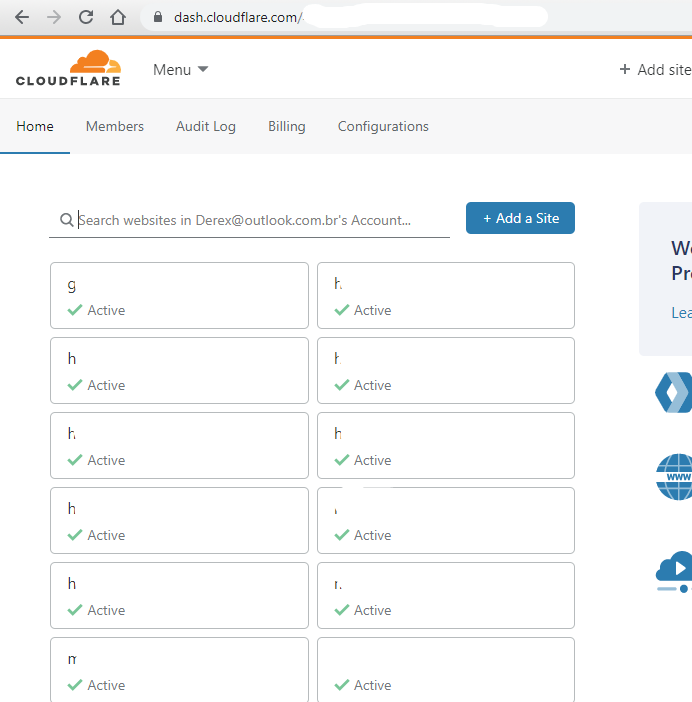 dash.cloudflare.com/
CLOUDFLARE
Menu
+ Add site
Home Members Audit Log Billing Configurations
Search websites in Derex@outlook.com.br's Account...
+ Add a Site
g
Active
h
Active
h
Active
h
Active
h
Active
h
Active
h
Active
Active
h
Active
r.
Active
m
Active
Active
We
Pr
Lea
WWW